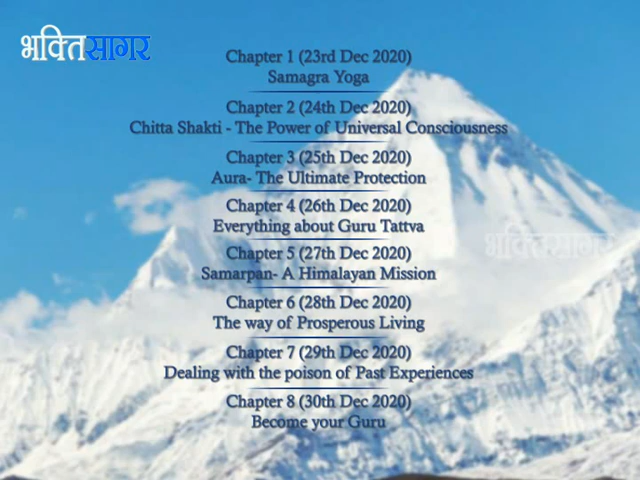 भक्तिसागर
Chapter 1 (23rd Dec 2020)
Samagra Yoga
Chapter 2 (24th Dec 2020)
Chitta Shakti - The Power of Universal Consciousness
Chapter 3 (25th Dec 2020)
Aura- The Ultimate Protection
Chapter 4 (26th Dec 2020)
Everything about Guru Tattva
Chapter 5 (27th Dec 2020)
Samarpan- A Himalayan Mission
भक्तिसागर
Chapter 6 (28th Dec 2020)
The way of Prosperous Living
Chapter 7 (29th Dec 2020)
Dealing with the poison of Past Experiences
Chapter 8 (30th Dec 2020)
Become your Guru